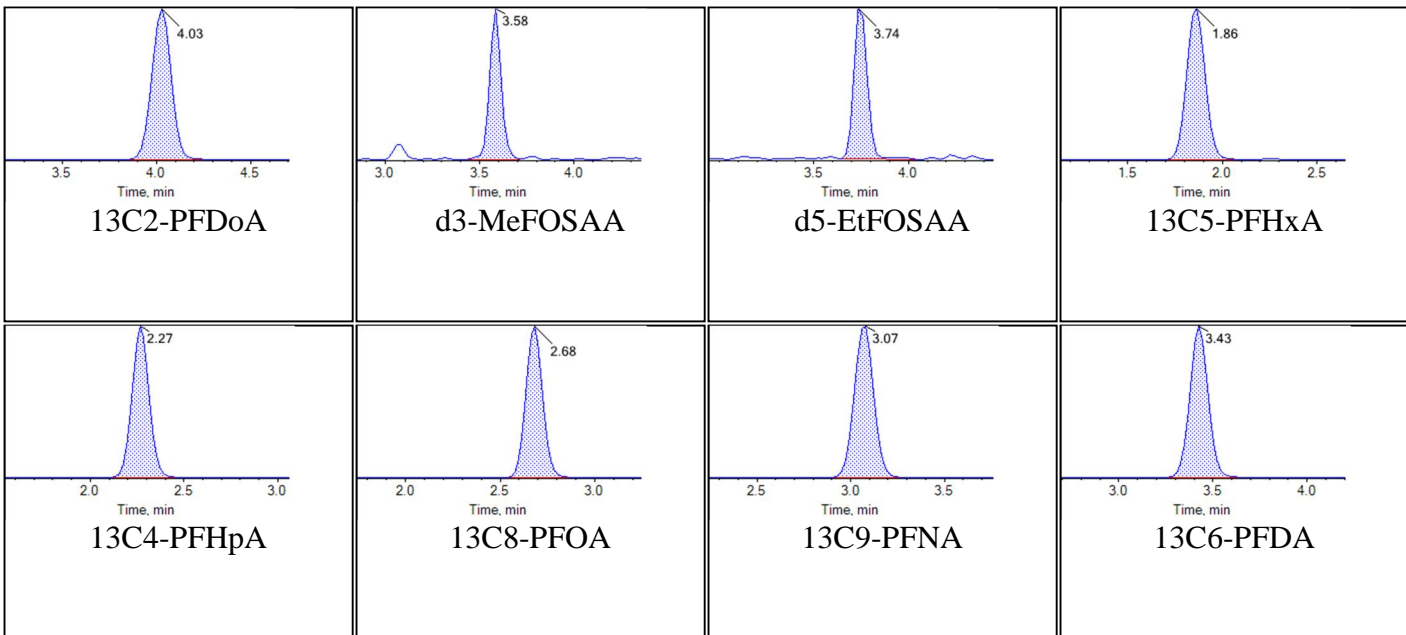 4.03
3.5 4.0 4.5
Time, min
13C2-PFDoA
3.58
3.0 3.5 4.0
Time, min
d3-MeFOSAA
3.74
3.5 4.0
Time, min
d5-EtFOSAA
1.86
1.5 2.0 2.5
Time, min
13C5-PFHxA
2.27
2.0 2.5 3.0
Time, min
13C4-PFHpA
2.68
2.0 2.5 3.0
Time, min
13C8-PFOA
3.07
2.5 3.0 3.5
Time, min
13C9-PFNA
3.43
3.0 3.5 4.0
Time, min
13C6-PFDA